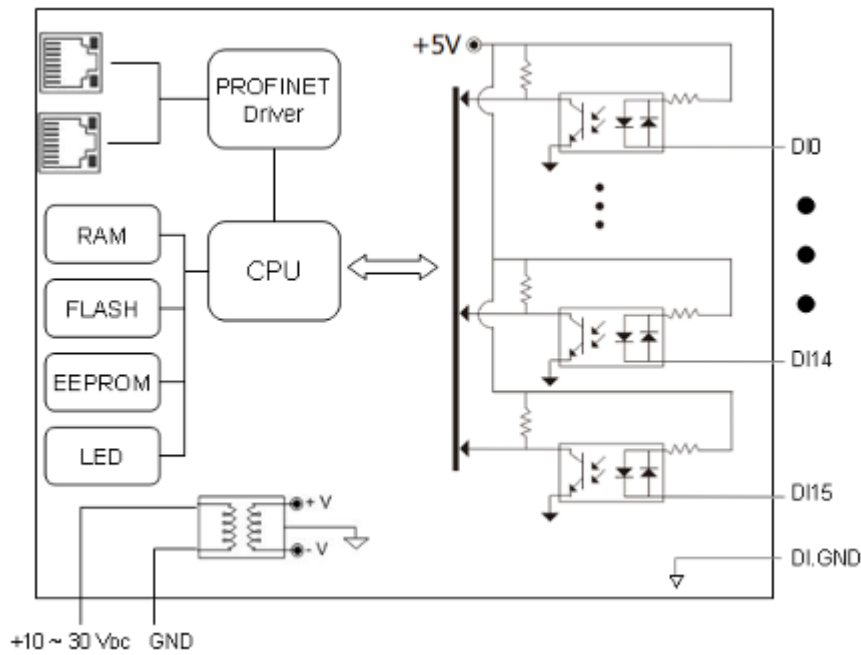 +5V
PROFINET
Driver
DI0
RAM
CPU
FLASH
DI14
EEPROM
LED
DI15
+ V
- V
DI.GND
+10 ~ 30 VDC GND